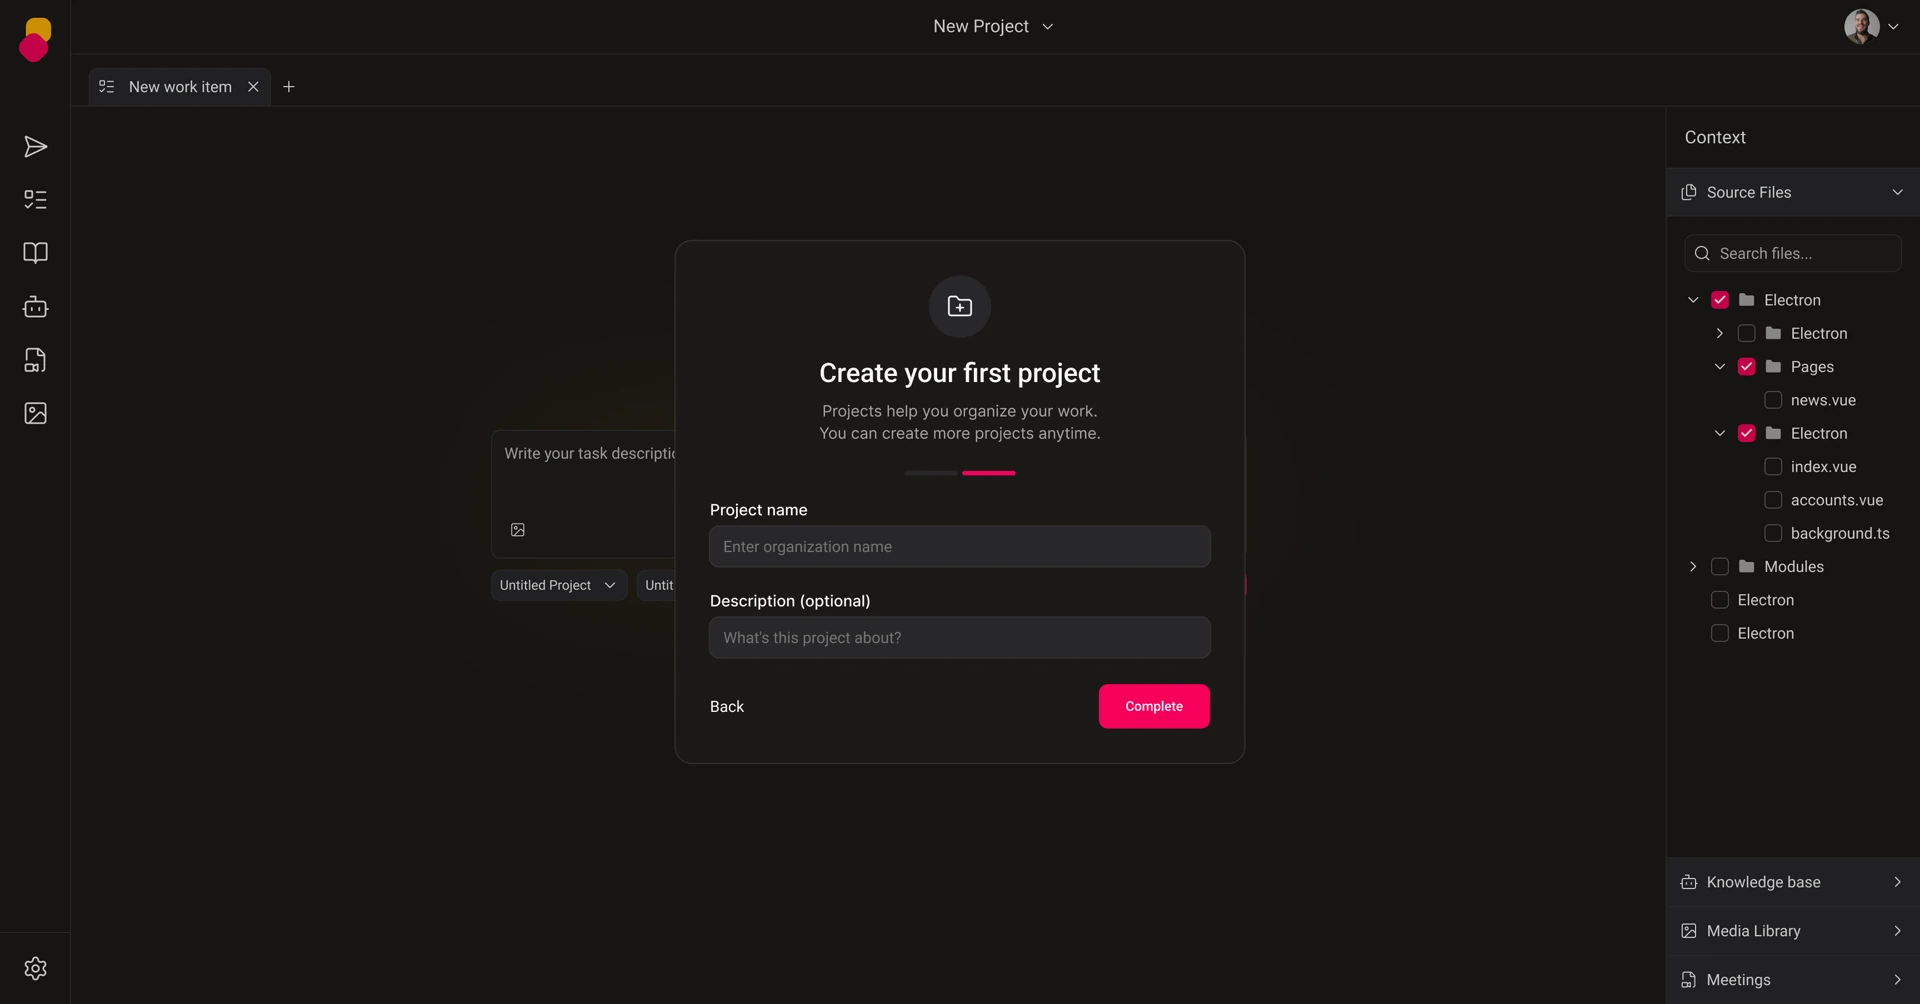 New Project
New work item
Context
Source Files
Search files...
Electron
Electron
Pages
news.vue
Electron
index.vue
accounts.vue
background.ts
Modules
Electron
Electron
Knowledge base
Media Library
Meetings
Write your task descriptio
Untitled Project
Untit
Create your first project
Projects help you organize your work.
You can create more projects anytime.
Project name
Enter organization name
Description (optional)
What's this project about?
Back
Complete